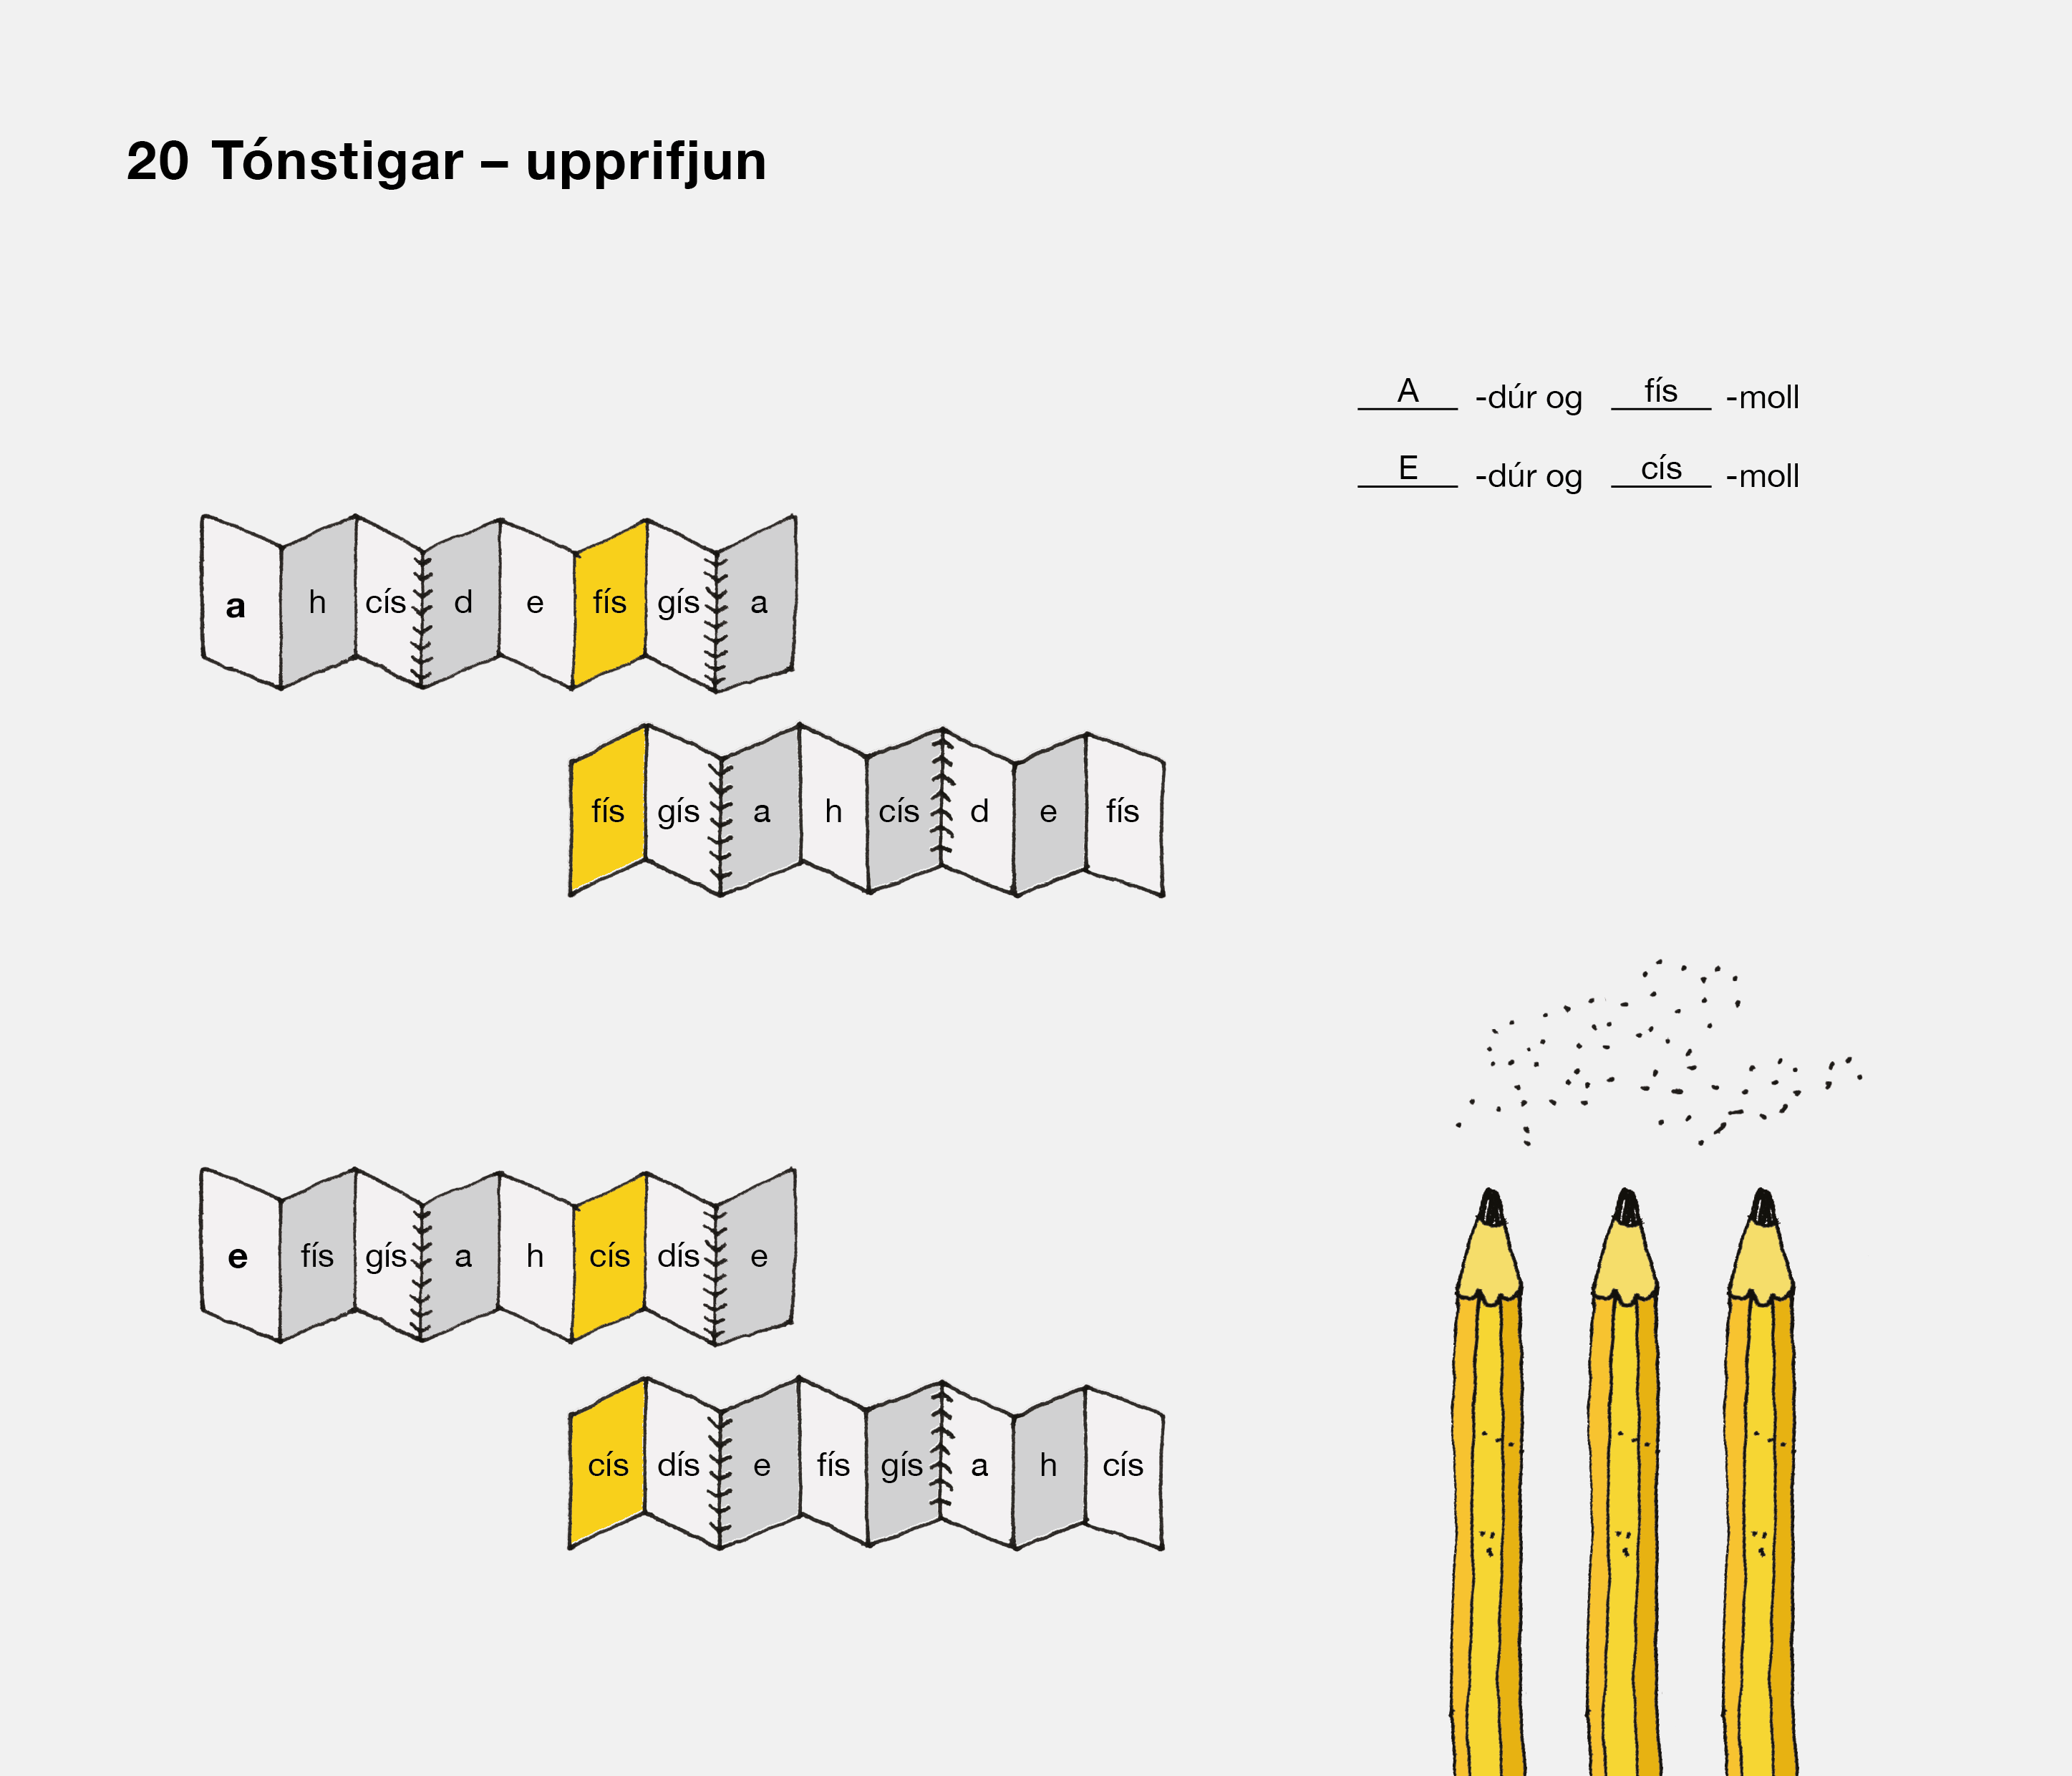 20 Tónstigar – upprifjun
A -dúr og fís -moll
E -dúr og cís -moll
a h cís d e fís gís a
fís gís a h cís d e fís
e fís gís a h cís dís e
cís dís e fís gís a h cís